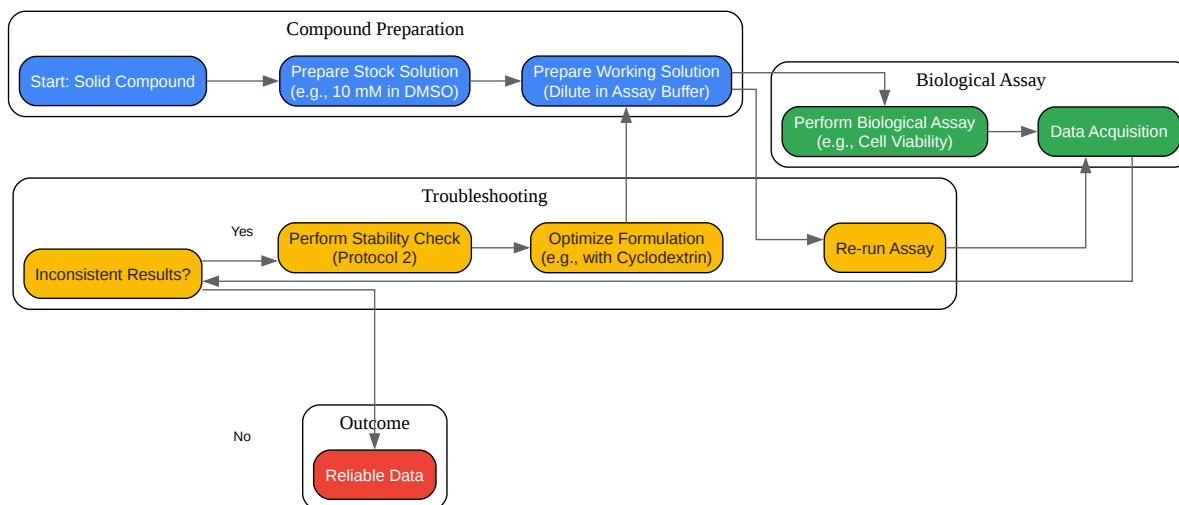 Compound Preparation
Start: Solid Compound
Prepare Stock Solution
(e.g., 10 mM in DMSO)
Prepare Working Solution
(Dilute in Assay Buffer)
Biological Assay
Perform Biological Assay
(e.g., Cell Viability)
Data Acquisition
Troubleshooting
Inconsistent Results?
Yes
Perform Stability Check
(Protocol 2)
Optimize Formulation
(e.g., with Cyclodextrin)
Re-run Assay
No
Outcome
Reliable Data